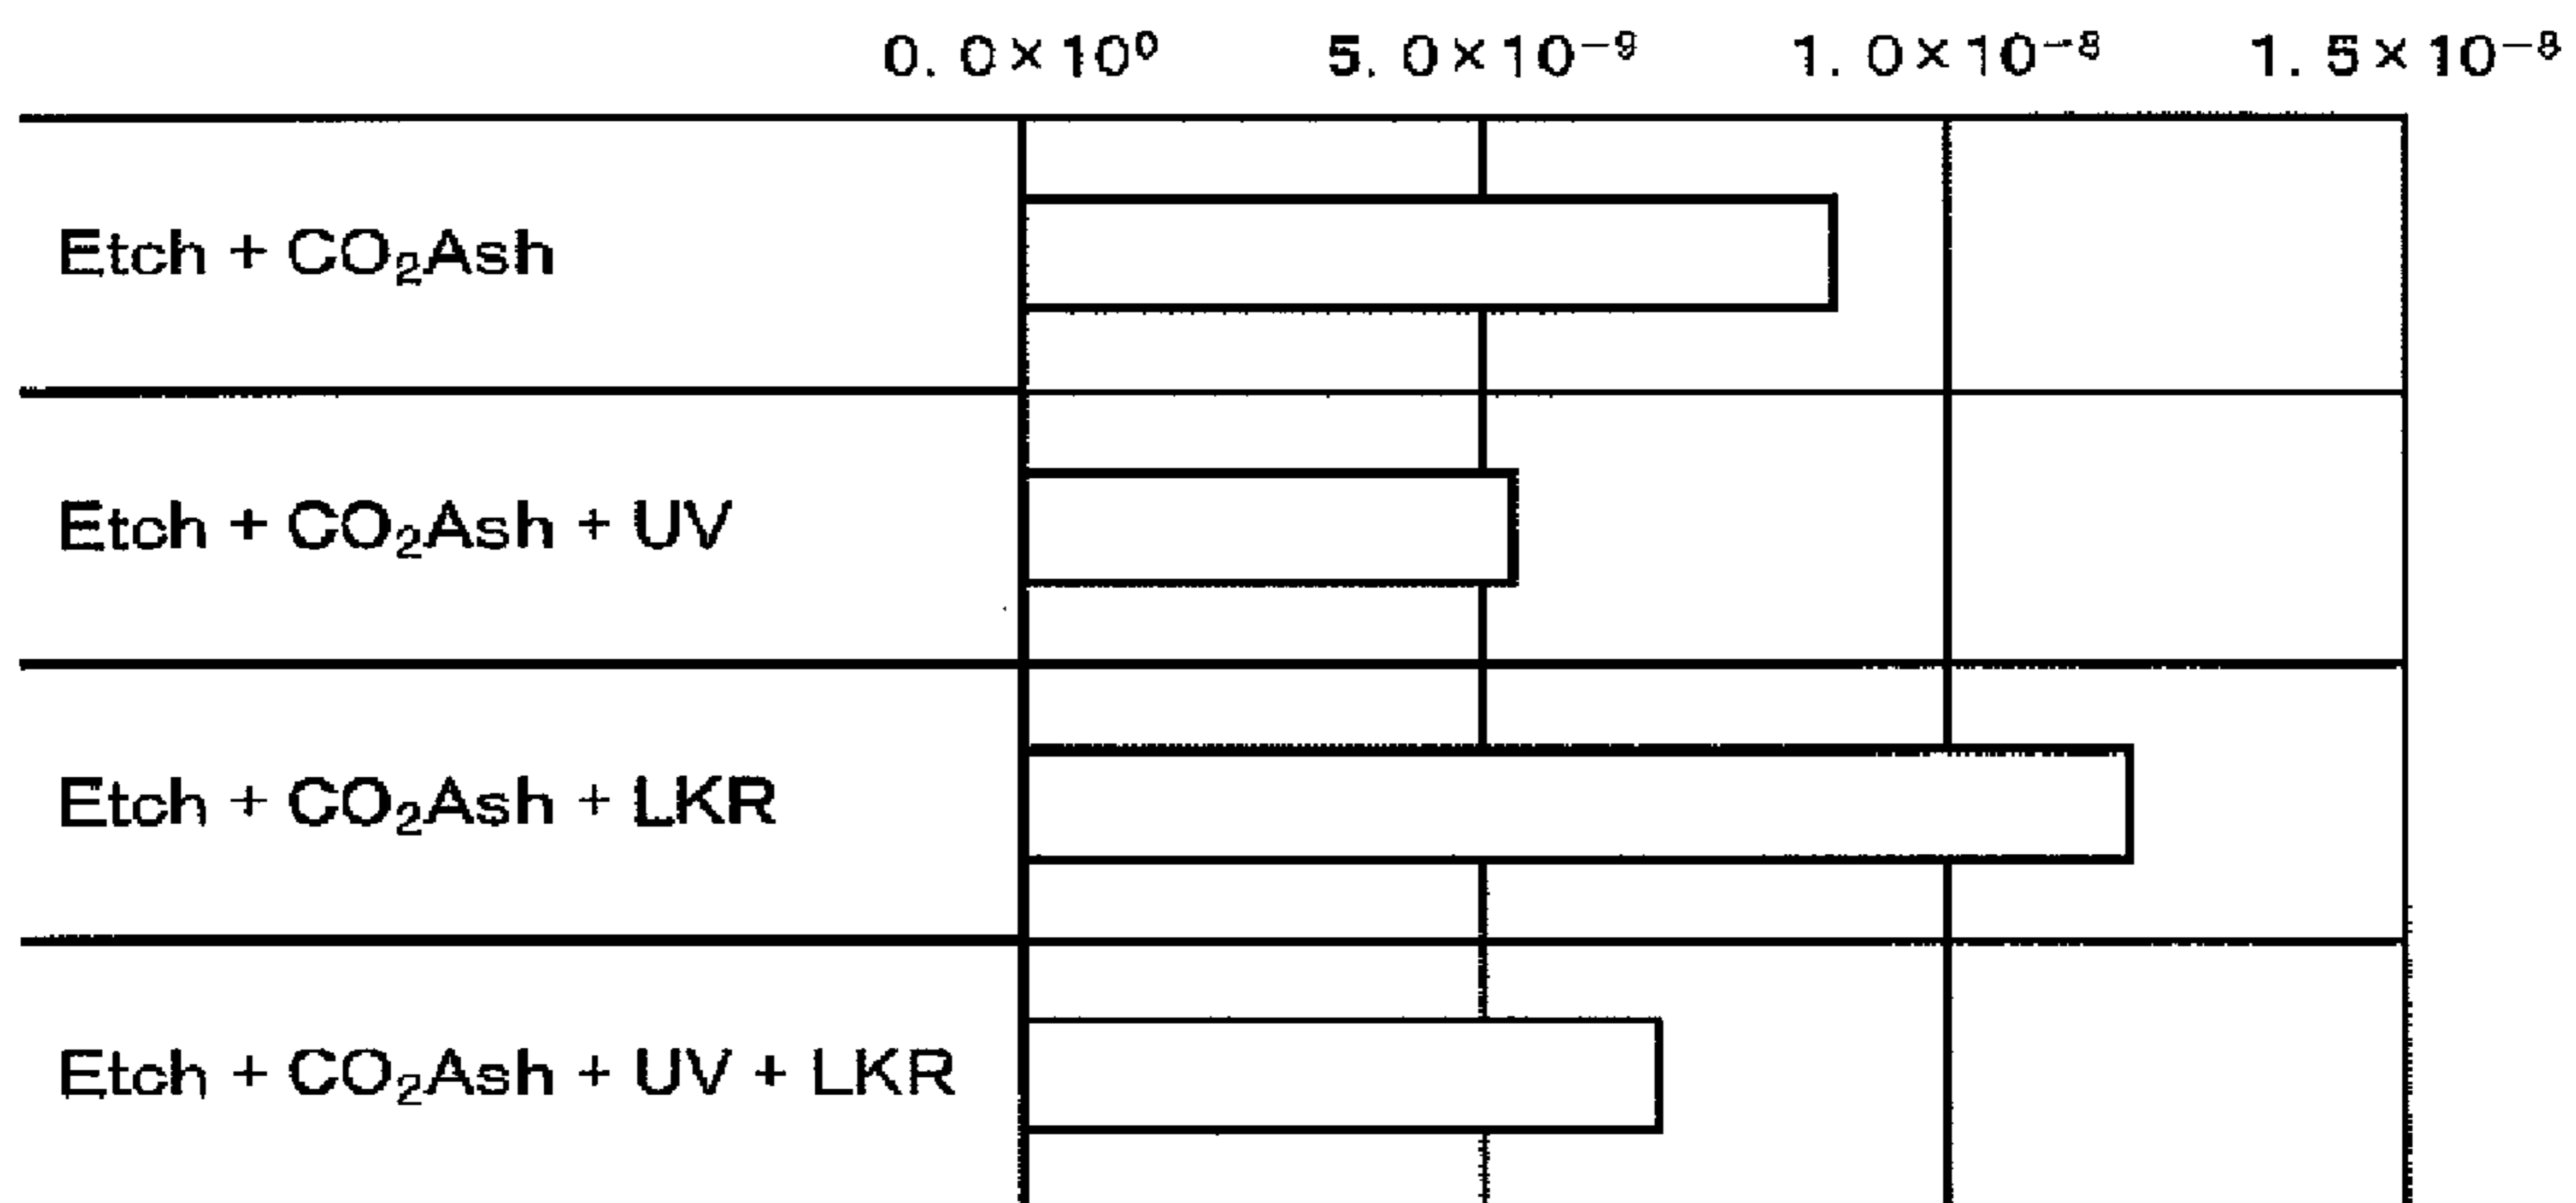 0. 0×10⁰ 5. 0×10⁻⁹ 1. 0×10⁻⁸ 1. 5×10⁻⁸
Etch + CO₂Ash
Etch + CO₂Ash + UV
Etch + CO₂Ash + LKR
Etch + CO₂Ash + UV + LKR